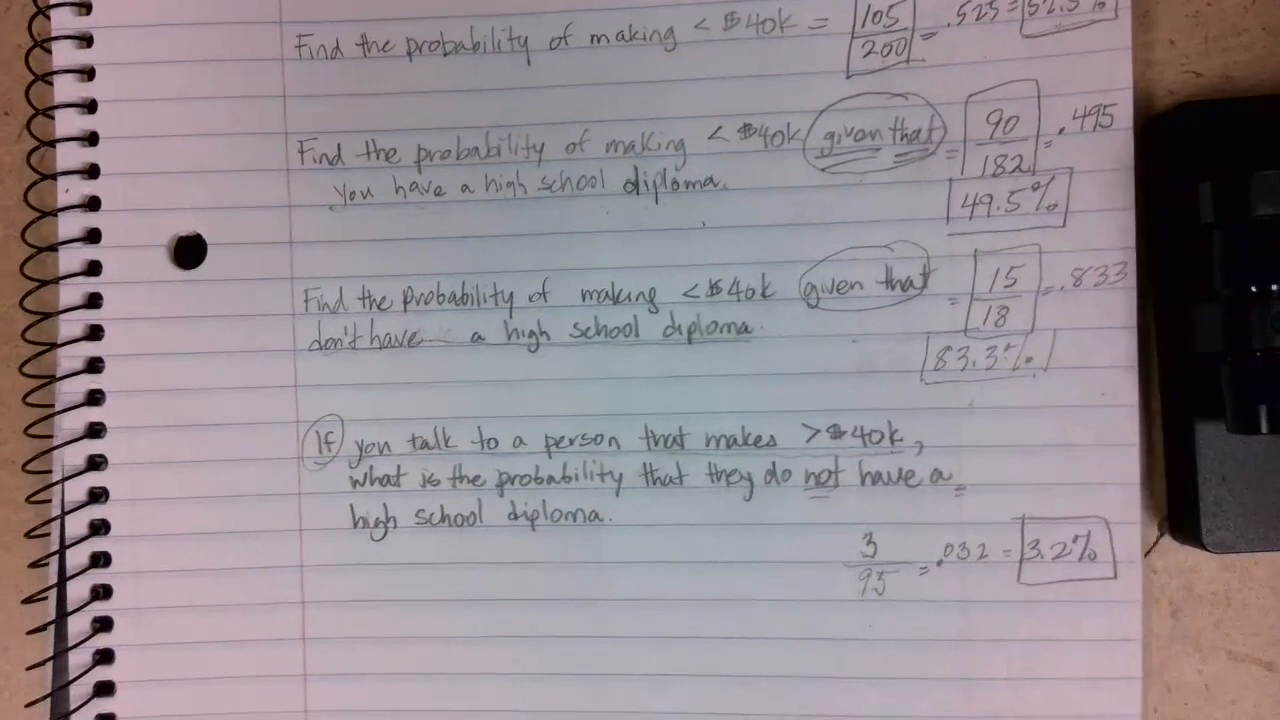 Find the probability of making < $40k = 105/200 = .525 = 52.5%
Find the probability of making < $40k given that = 90/182 = .495
you have a high school diploma. 49.5%
Find the probability of making < $40k given that = 15/18 = .833
don't have a high school diploma. 83.3%
If you talk to a person that makes > $40k,
what is the probability that they do not have a
high school diploma.
3/95 = .032 = 3.2%